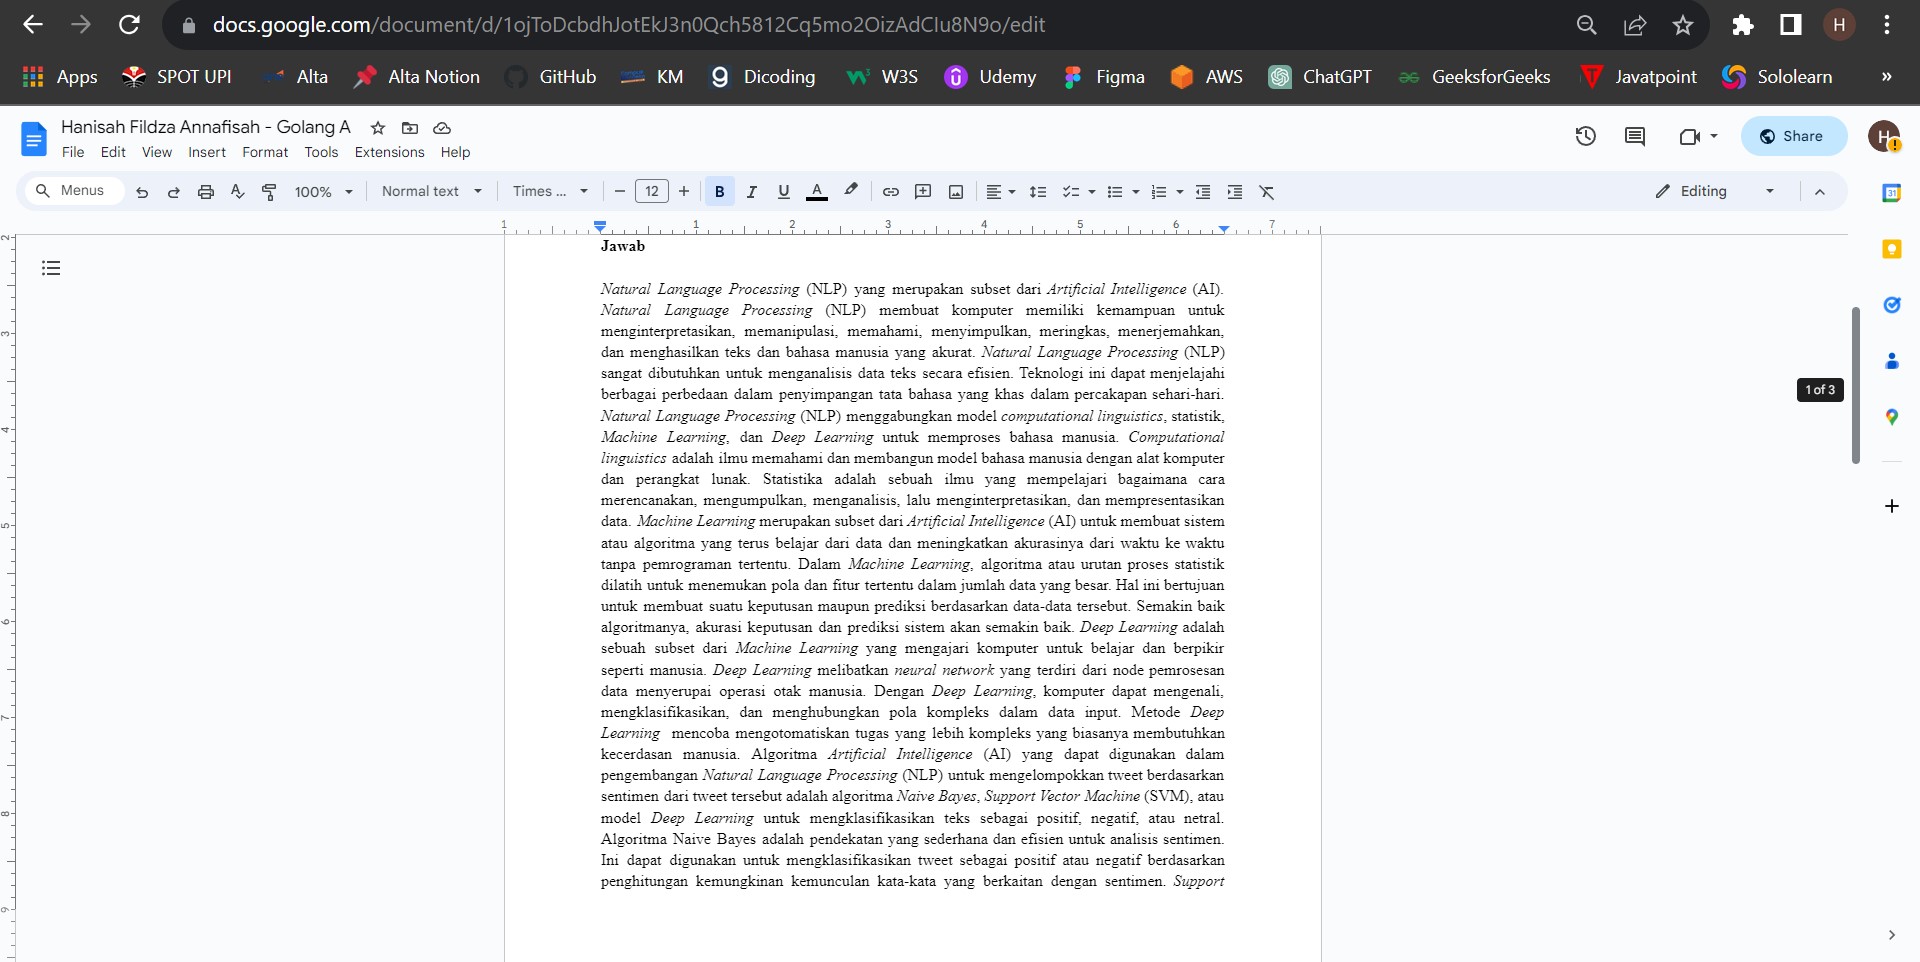 docs.google.com/document/d/1ojToDcbdhJotEkJ3n0Qch5812Cq5mo2OizAdCIu8N9o/edit
H
Apps SPOT UPI Alta Alta Notion GitHub KM Dicoding W3S Udemy Figma AWS ChatGPT GeeksforGeeks Javatpoint Sololearn »
Hanisah Fildza Annafisah - Golang A
File Edit View Insert Format Tools Extensions Help
Share
H
Menus 100% Normal text Times ... 12 B I U A Editing
31
1 1 2 3 4 5 6 7
Jawab
Natural Language Processing (NLP) yang merupakan subset dari Artificial Intelligence (AI).
Natural Language Processing (NLP) membuat komputer memiliki kemampuan untuk
menginterpretasikan, memanipulasi, memahami, menyimpulkan, meringkas, menerjemahkan,
dan menghasilkan teks dan bahasa manusia yang akurat. Natural Language Processing (NLP)
sangat dibutuhkan untuk menganalisis data teks secara efisien. Teknologi ini dapat menjelajahi
berbagai perbedaan dalam penyimpangan tata bahasa yang khas dalam percakapan sehari-hari.
Natural Language Processing (NLP) menggabungkan model computational linguistics, statistik,
Machine Learning, dan Deep Learning untuk memproses bahasa manusia. Computational
linguistics adalah ilmu memahami dan membangun model bahasa manusia dengan alat komputer
dan perangkat lunak. Statistika adalah sebuah ilmu yang mempelajari bagaimana cara
merencanakan, mengumpulkan, menganalisis, lalu menginterpretasikan, dan mempresentasikan
data. Machine Learning merupakan subset dari Artificial Intelligence (AI) untuk membuat sistem
atau algoritma yang terus belajar dari data dan meningkatkan akurasinya dari waktu ke waktu
tanpa pemrograman tertentu. Dalam Machine Learning, algoritma atau urutan proses statistik
dilatih untuk menemukan pola dan fitur tertentu dalam jumlah data yang besar. Hal ini bertujuan
untuk membuat suatu keputusan maupun prediksi berdasarkan data-data tersebut. Semakin baik
algoritmanya, akurasi keputusan dan prediksi sistem akan semakin baik. Deep Learning adalah
sebuah subset dari Machine Learning yang mengajari komputer untuk belajar dan berpikir
seperti manusia. Deep Learning melibatkan neural network yang terdiri dari node pemrosesan
data menyerupai operasi otak manusia. Dengan Deep Learning, komputer dapat mengenali,
mengklasifikasikan, dan menghubungkan pola kompleks dalam data input. Metode Deep
Learning mencoba mengotomatiskan tugas yang lebih kompleks yang biasanya membutuhkan
kecerdasan manusia. Algoritma Artificial Intelligence (AI) yang dapat digunakan dalam
pengembangan Natural Language Processing (NLP) untuk mengelompokkan tweet berdasarkan
sentimen dari tweet tersebut adalah algoritma Naive Bayes, Support Vector Machine (SVM), atau
model Deep Learning untuk mengklasifikasikan teks sebagai positif, negatif, atau netral.
Algoritma Naive Bayes adalah pendekatan yang sederhana dan efisien untuk analisis sentimen.
Ini dapat digunakan untuk mengklasifikasikan tweet sebagai positif atau negatif berdasarkan
penghitungan kemungkinan kemunculan kata-kata yang berkaitan dengan sentimen. Support
1 of 3
2
3
4
5
6
7
8
9